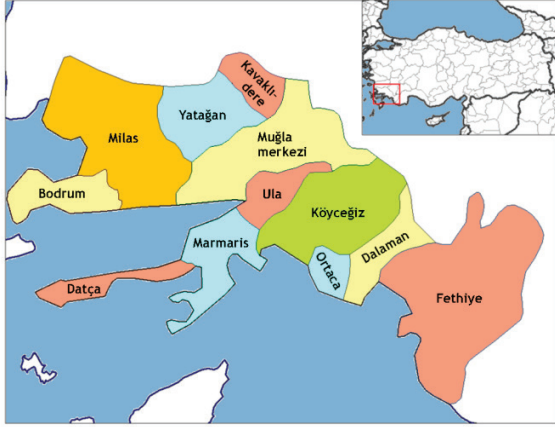 Kavaklı-
dere
Yatağan
Milas
Muğla
merkezi
Bodrum
Ula
Köyceğiz
Marmaris
Dalaman
Ortaca
Datça
Fethiye